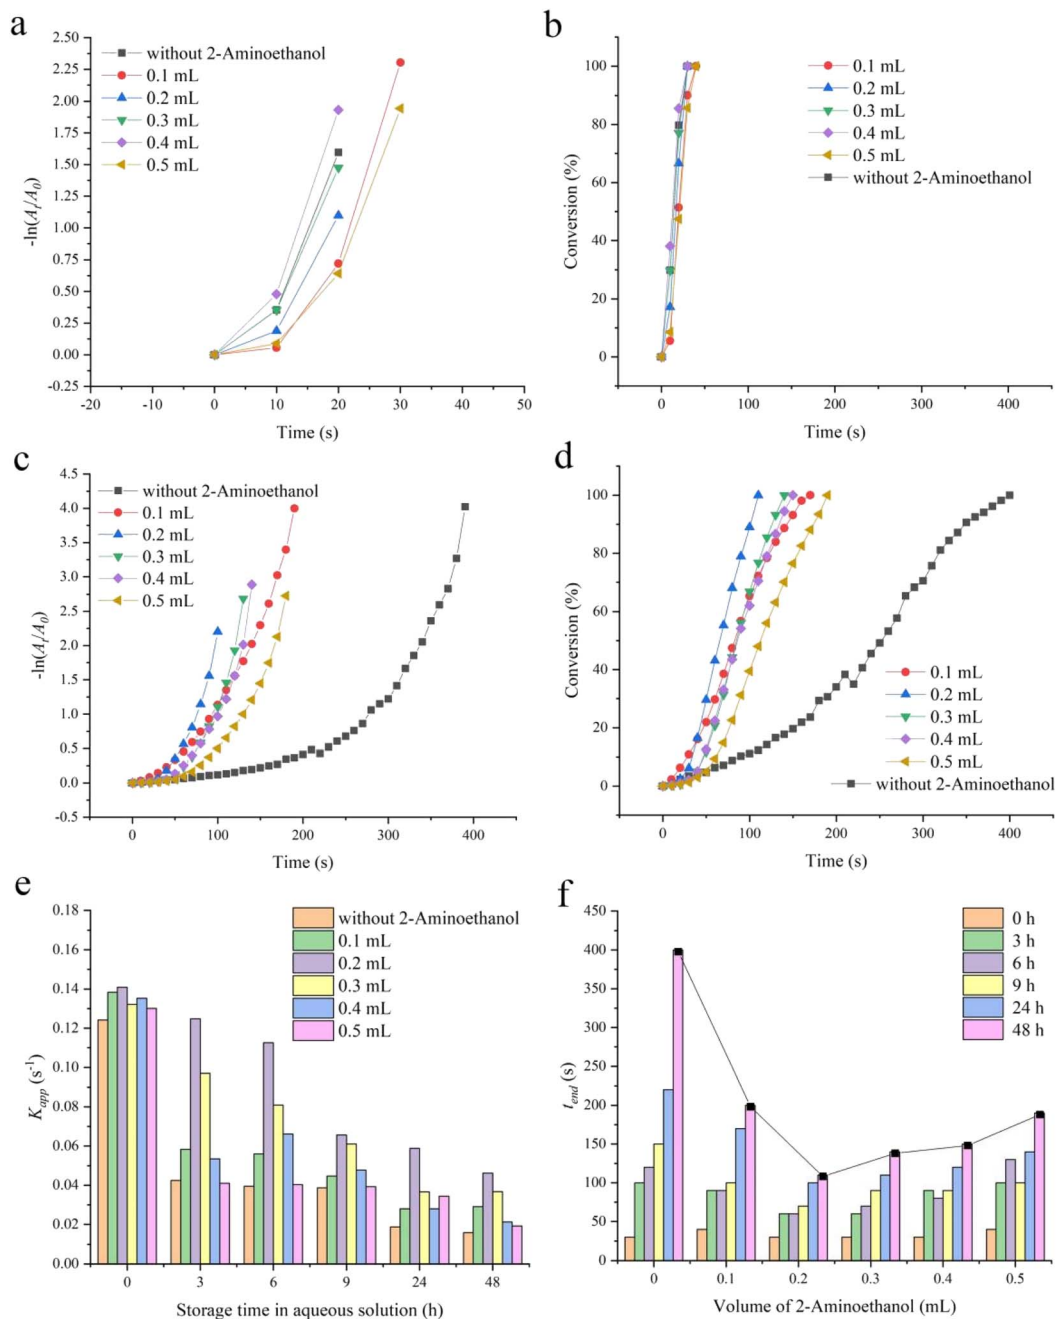 a
2.50
2.25
2.00
1.75
1.50
1.25
1.00
0.75
0.50
0.25
0.00
-0.25
-ln(At/A0)
without 2-Aminoethanol
0.1 mL
0.2 mL
0.3 mL
0.4 mL
0.5 mL
-20 -10 0 10 20 30 40 50
Time (s)
b
100
80
60
40
20
0
Conversion (%)
0.1 mL
0.2 mL
0.3 mL
0.4 mL
0.5 mL
without 2-Aminoethanol
0 100 200 300 400
Time (s)
c
4.5
4.0
3.5
3.0
2.5
2.0
1.5
1.0
0.5
0.0
-0.5
-ln(At/A0)
without 2-Aminoethanol
0.1 mL
0.2 mL
0.3 mL
0.4 mL
0.5 mL
0 100 200 300 400
Time (s)
d
100
80
60
40
20
0
Conversion (%)
0.1 mL
0.2 mL
0.3 mL
0.4 mL
0.5 mL
without 2-Aminoethanol
0 100 200 300 400
Time (s)
e
0.18
0.16
0.14
0.12
0.10
0.08
0.06
0.04
0.02
0.00
Kapp (s-1)
without 2-Aminoethanol
0.1 mL
0.2 mL
0.3 mL
0.4 mL
0.5 mL
0 3 6 9 24 48
Storage time in aqueous solution (h)
f
450
400
350
300
250
200
150
100
50
0
tend (s)
0 h
3 h
6 h
9 h
24 h
48 h
0 0.1 0.2 0.3 0.4 0.5
Volume of 2-Aminoethanol (mL)